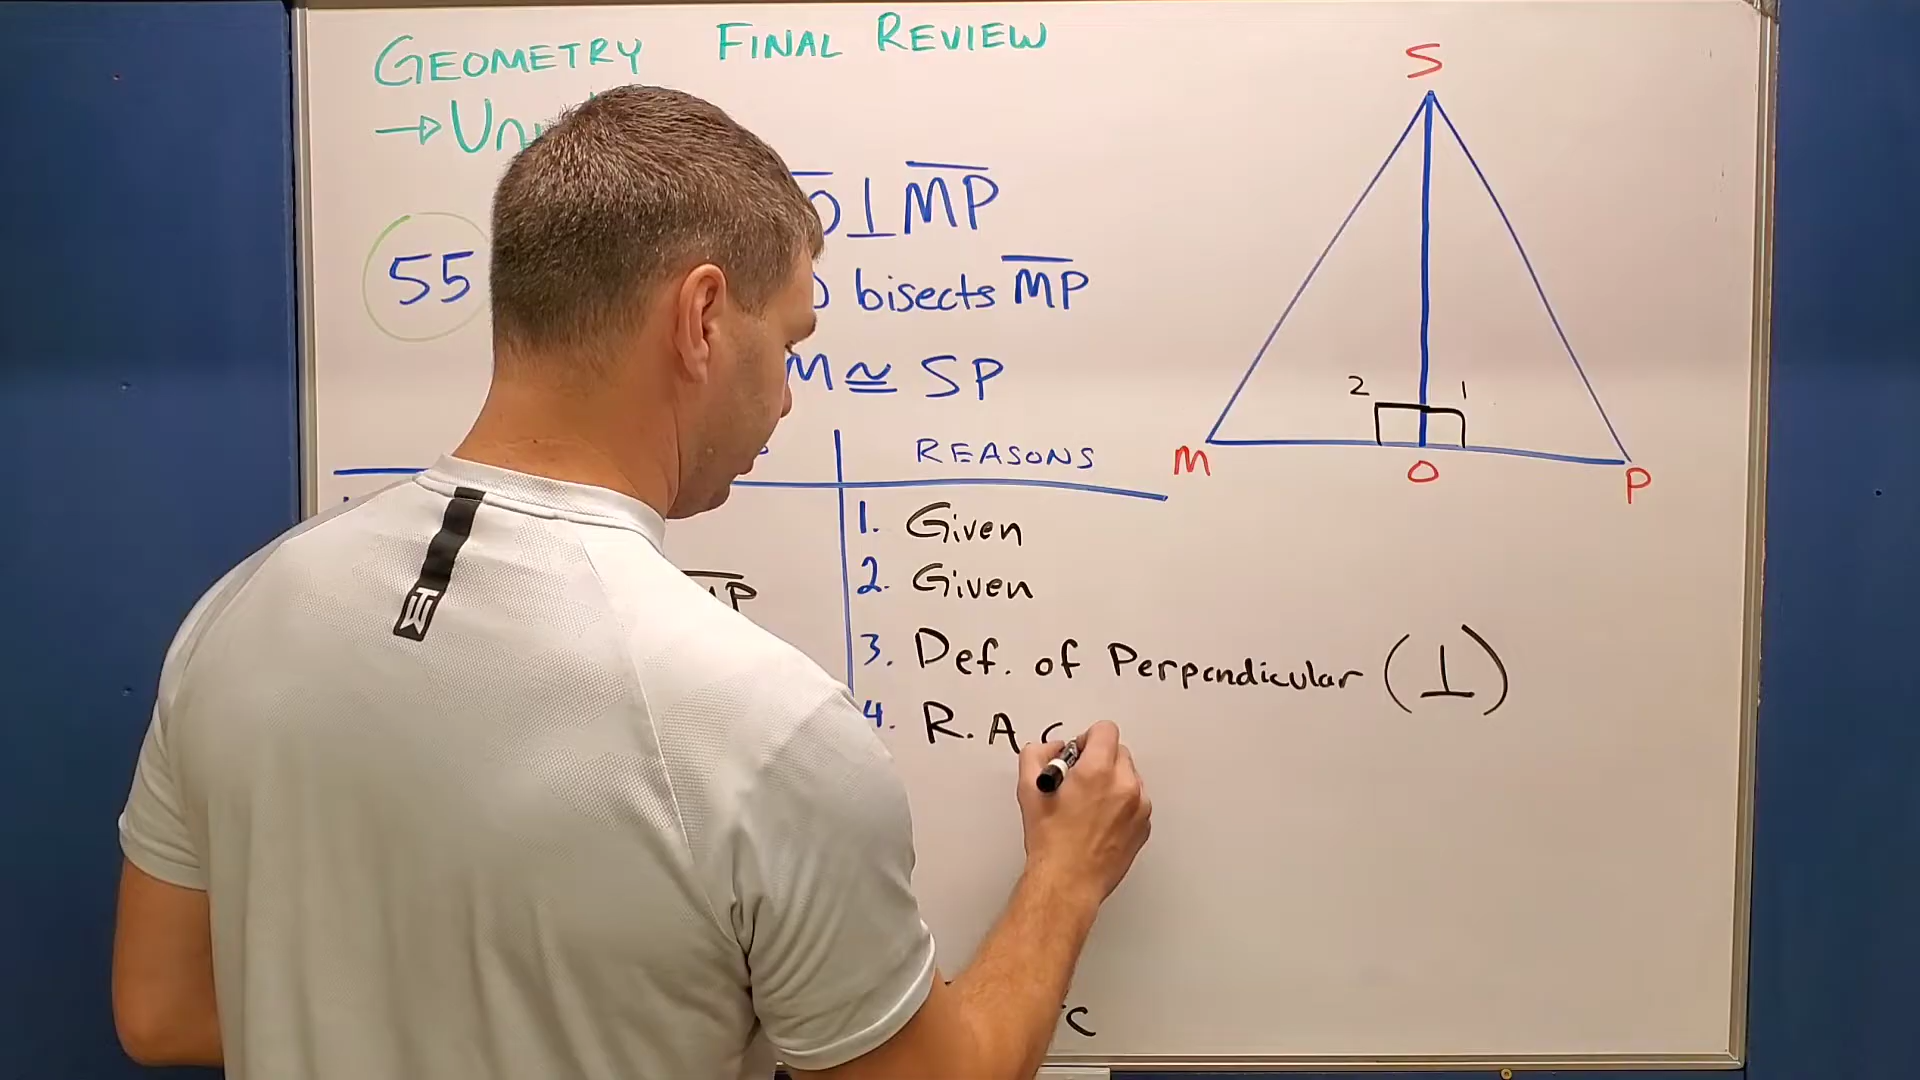 GEOMETRY FINAL REVIEW
→
S
⊥ MP
55
bisects MP
M ≅ SP
2 1
REASONS
M O P
1. Given
2. Given
MP
3. Def. of Perpendicular (⊥)
4. R.A.C